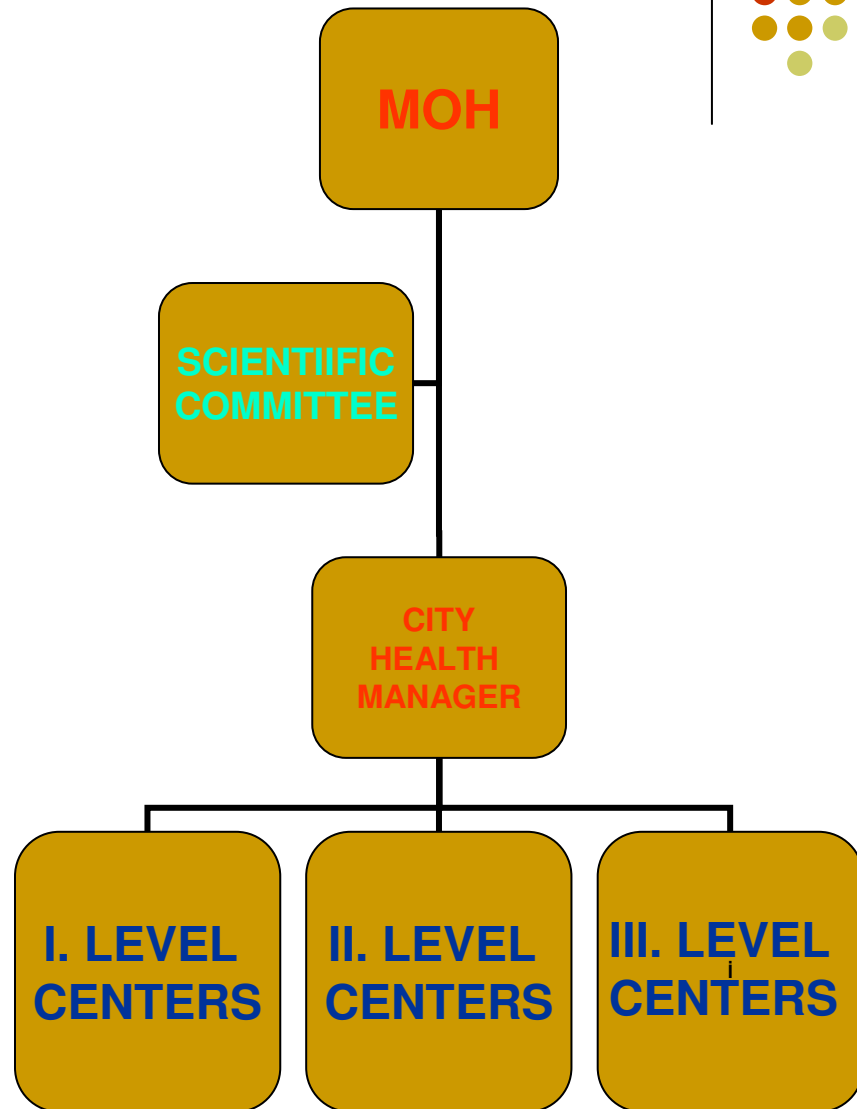 MOH
SCIENTIIFIC
COMMITTEE
CITY
HEALTH
MANAGER
I. LEVEL
CENTERS
II. LEVEL
CENTERS
III. LEVEL
i
CENTERS